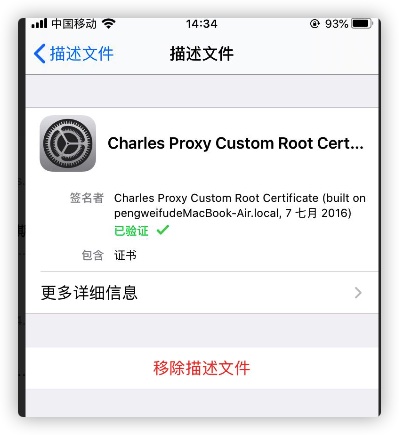 中国移动 14:34 93%
描述文件 描述文件
Charles Proxy Custom Root Cert...
签名者 Charles Proxy Custom Root Certificate (built on
pengweifudeMacBook-Air.local, 7 七月 2016)
已验证
包含 证书
更多详细信息
移除描述文件